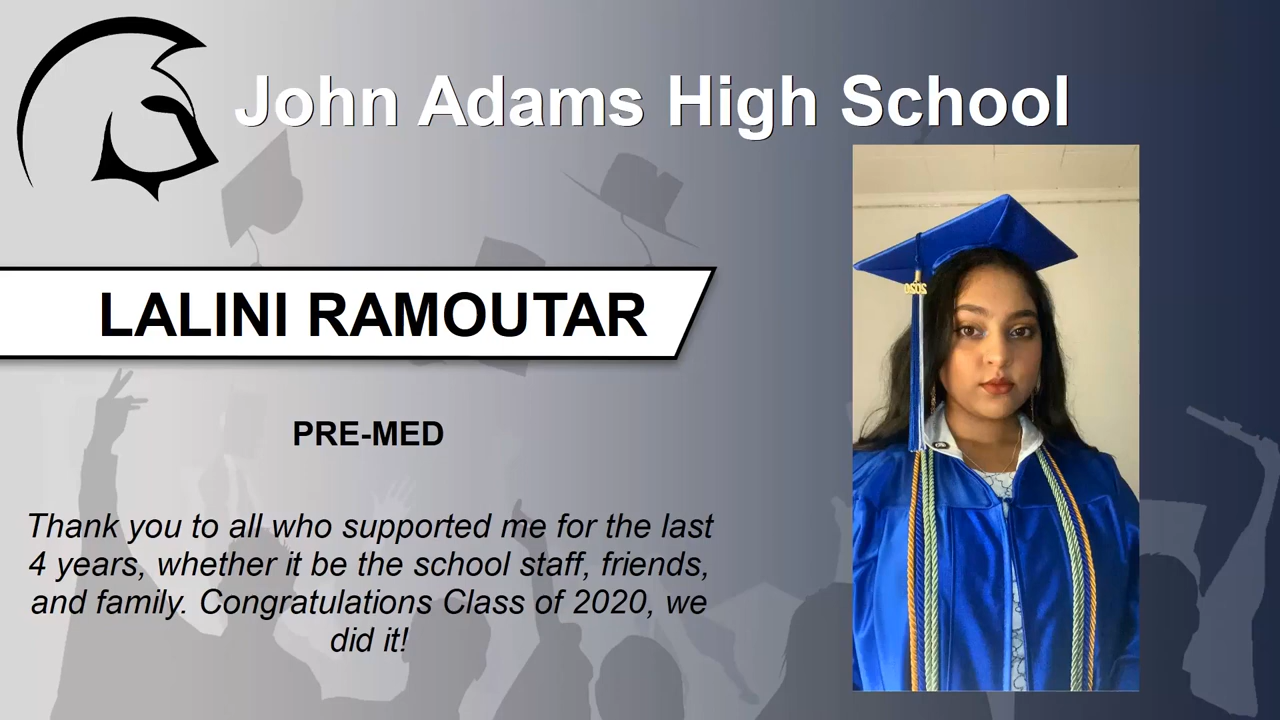 John Adams High School
LALINI RAMOUTAR
PRE-MED
Thank you to all who supported me for the last
4 years, whether it be the school staff, friends,
and family. Congratulations Class of 2020, we
did it!
2020